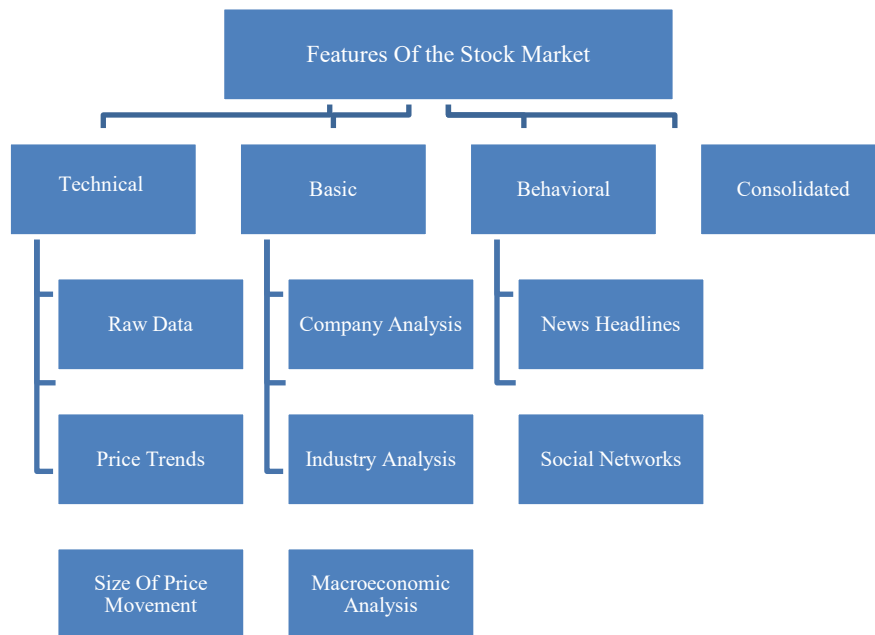 Features Of the Stock Market
Technical
Basic
Behavioral
Consolidated
Raw Data
Company Analysis
News Headlines
Price Trends
Industry Analysis
Social Networks
Size Of Price
Movement
Macroeconomic
Analysis